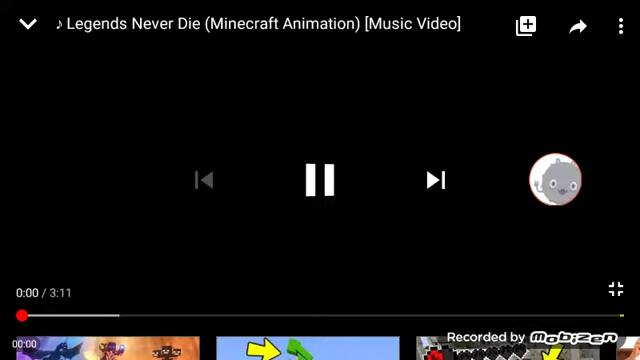 ♪ Legends Never Die (Minecraft Animation) [Music Video]
0:00 / 3:11
00:00
Recorded by mobizen